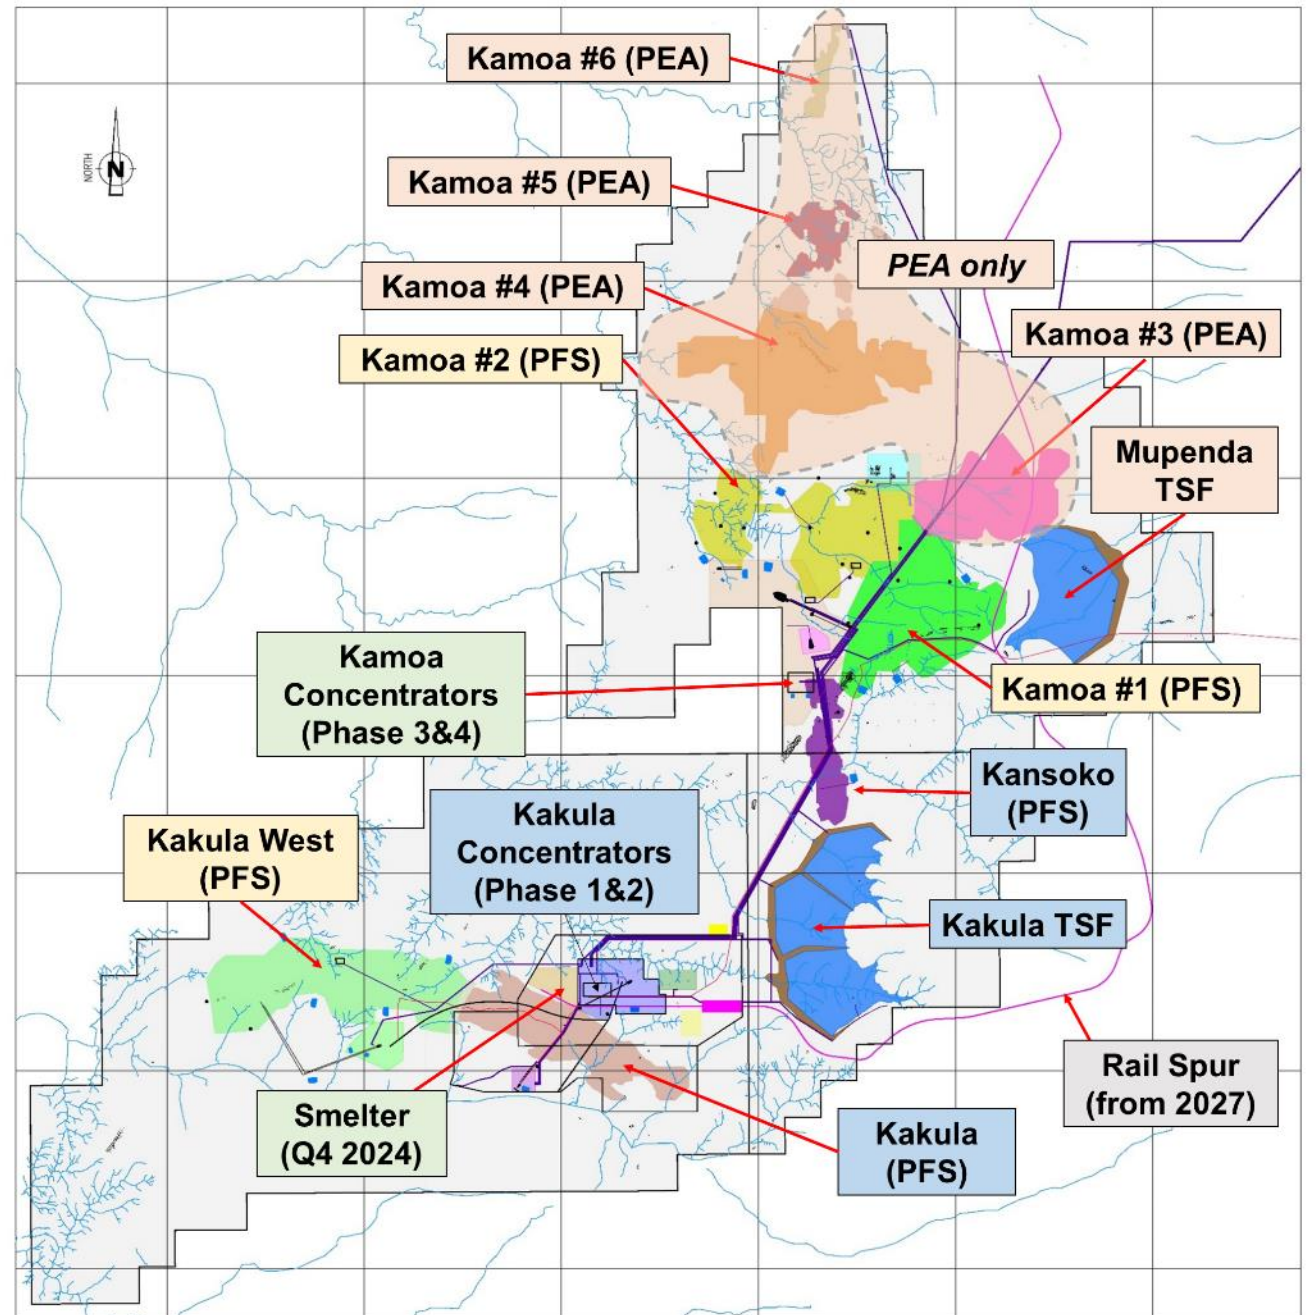 Kamoa #6 (PEA)
NORTH
N
Kamoa #5 (PEA)
PEA only
Kamoa #4 (PEA)
Kamoa #3 (PEA)
Kamoa #2 (PFS)
Mupenda
TSF
Kamoa
Concentrators
(Phase 3&4)
Kamoa #1 (PFS)
Kansoko
(PFS)
Kakula
Concentrators
(Phase 1&2)
Kakula West
(PFS)
Kakula TSF
Rail Spur
(from 2027)
Smelter
(Q4 2024)
Kakula
(PFS)